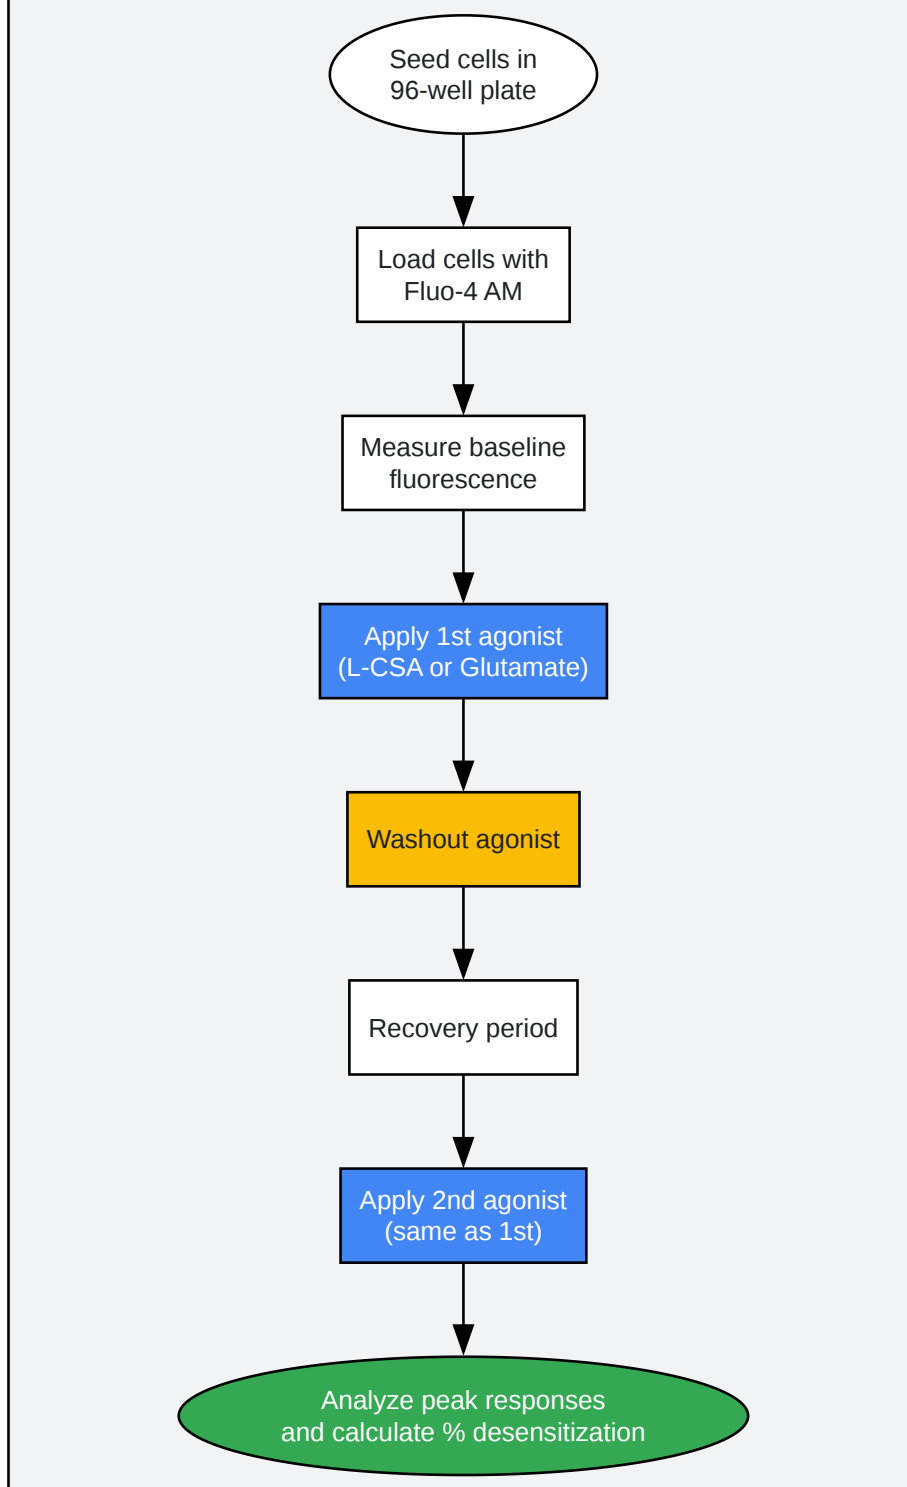 Seed cells in
96-well plate
Load cells with
Fluo-4 AM
Measure baseline
fluorescence
Apply 1st agonist
(L-CSA or Glutamate)
Washout agonist
Recovery period
Apply 2nd agonist
(same as 1st)
Analyze peak responses
and calculate % desensitization